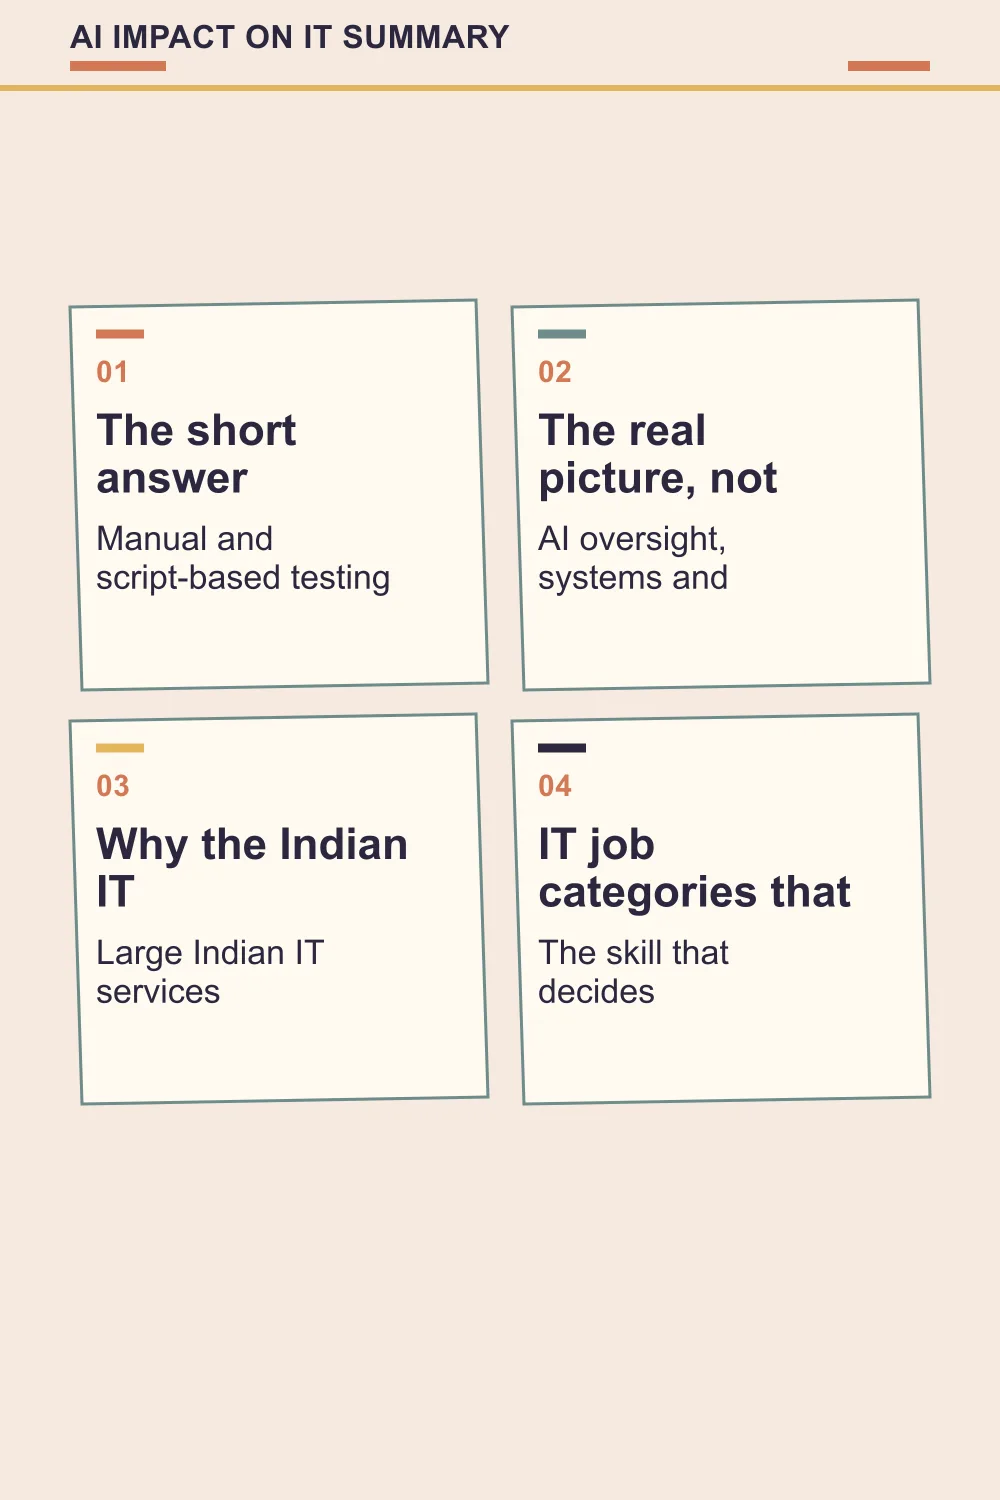 AI IMPACT ON IT SUMMARY
01
The short
answer
Manual and
script-based testing
02
The real
picture, not
AI oversight,
systems and
03
Why the Indian
IT
Large Indian IT
services
04
IT job
categories that
The skill that
decides